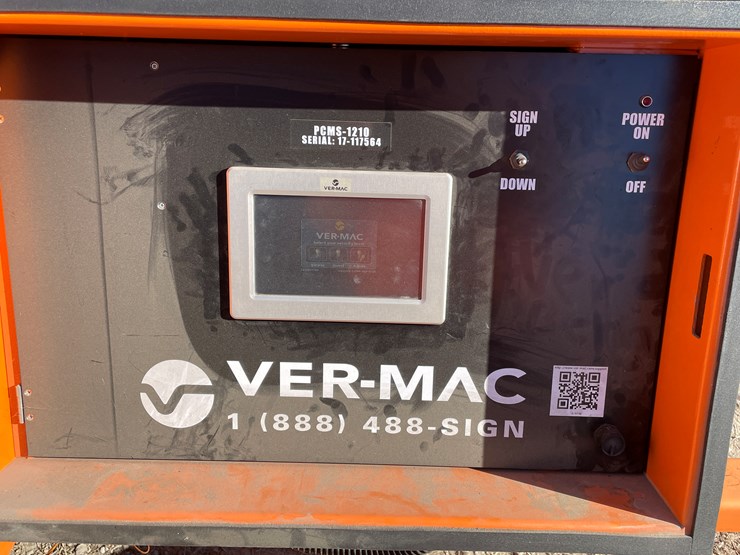 PCMS-1210
SERIAL: 17-117564
SIGN
UP
DOWN
POWER
ON
OFF
VER-MAC
VER-MAC
VER-MAC
1 (888) 488-SIGN